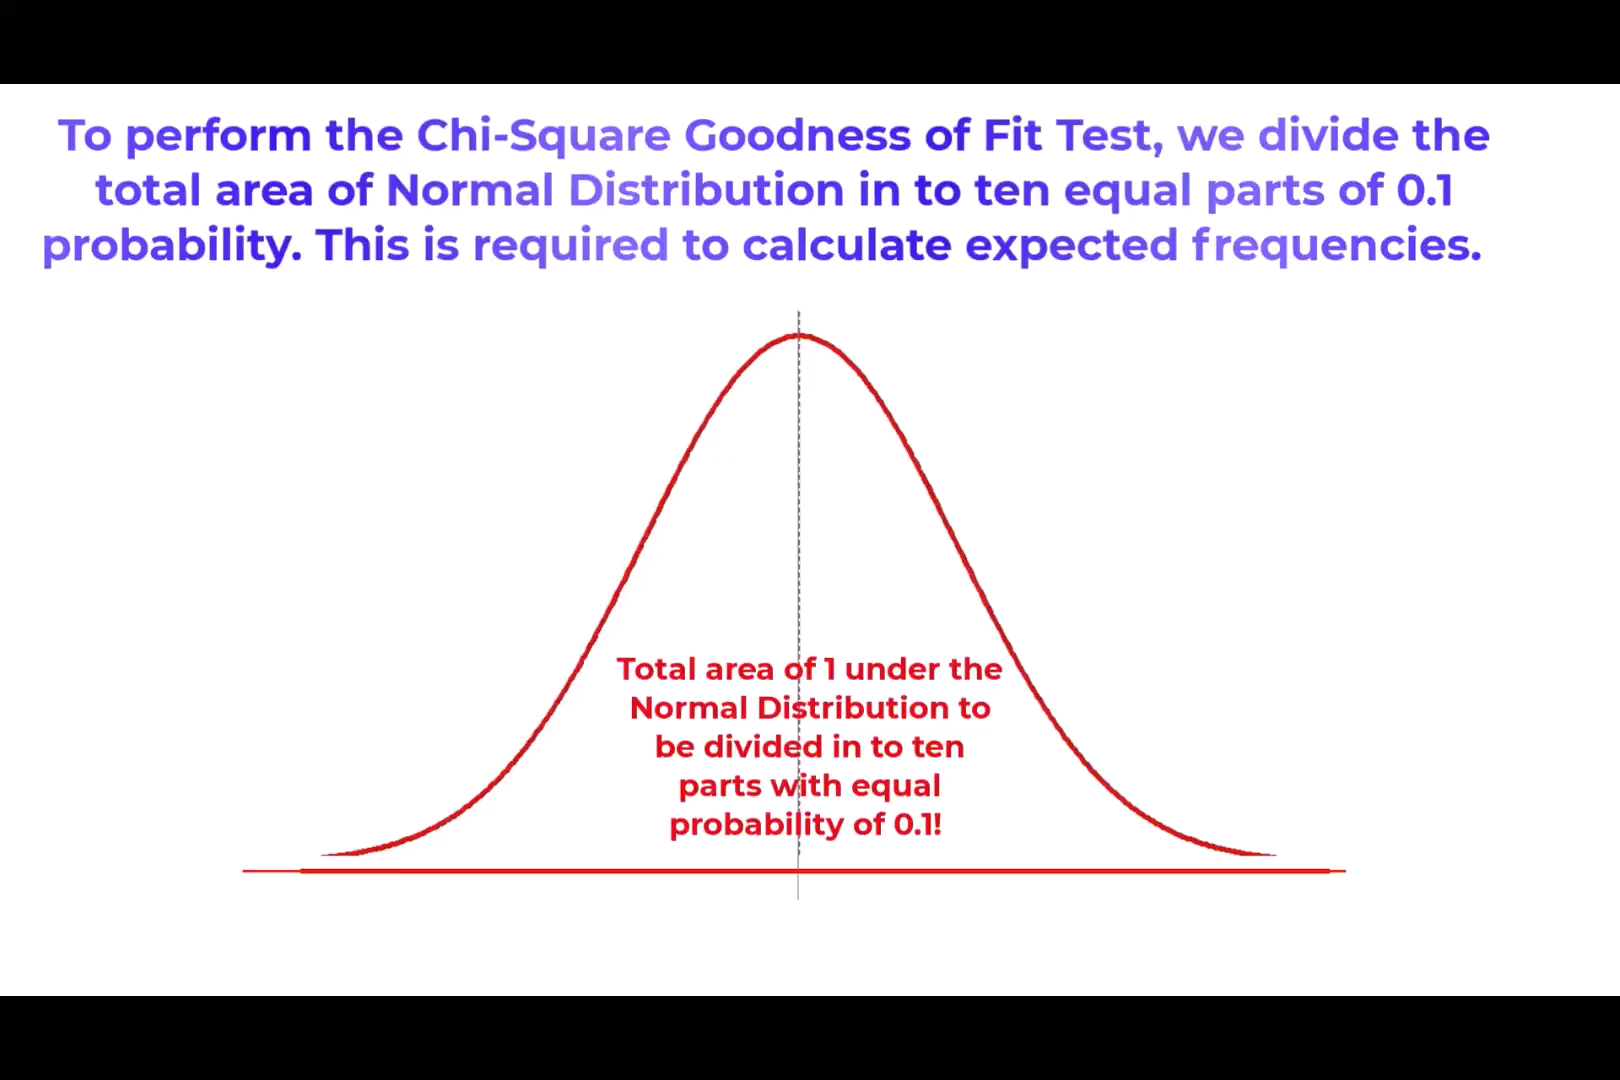 To perform the Chi-Square Goodness of Fit Test, we divide the
total area of Normal Distribution in to ten equal parts of 0.1
probability. This is required to calculate expected frequencies.
Total area of 1 under the
Normal Distribution to
be divided in to ten
parts with equal
probability of 0.1!